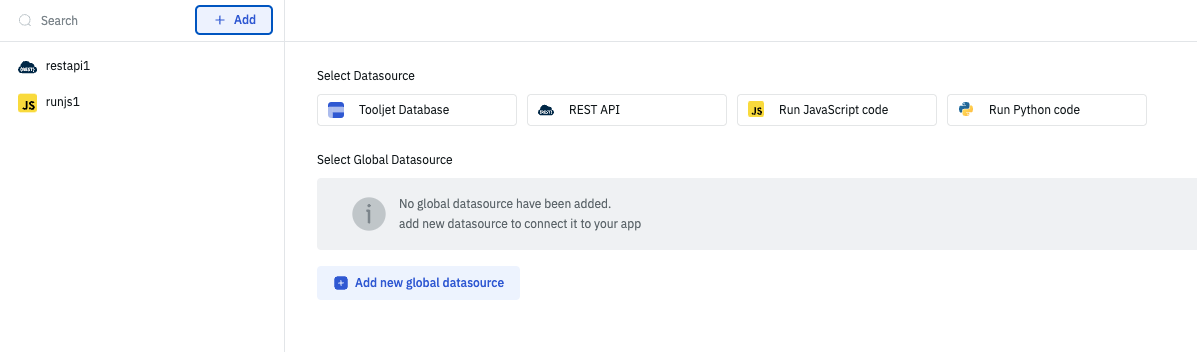 Search
Add
restapi1
JS
runjs1
Select Datasource
Tooljet Database
REST API
JS
Run JavaScript code
Run Python code
Select Global Datasource
No global datasource have been added.
add new datasource to connect it to your app
Add new global datasource